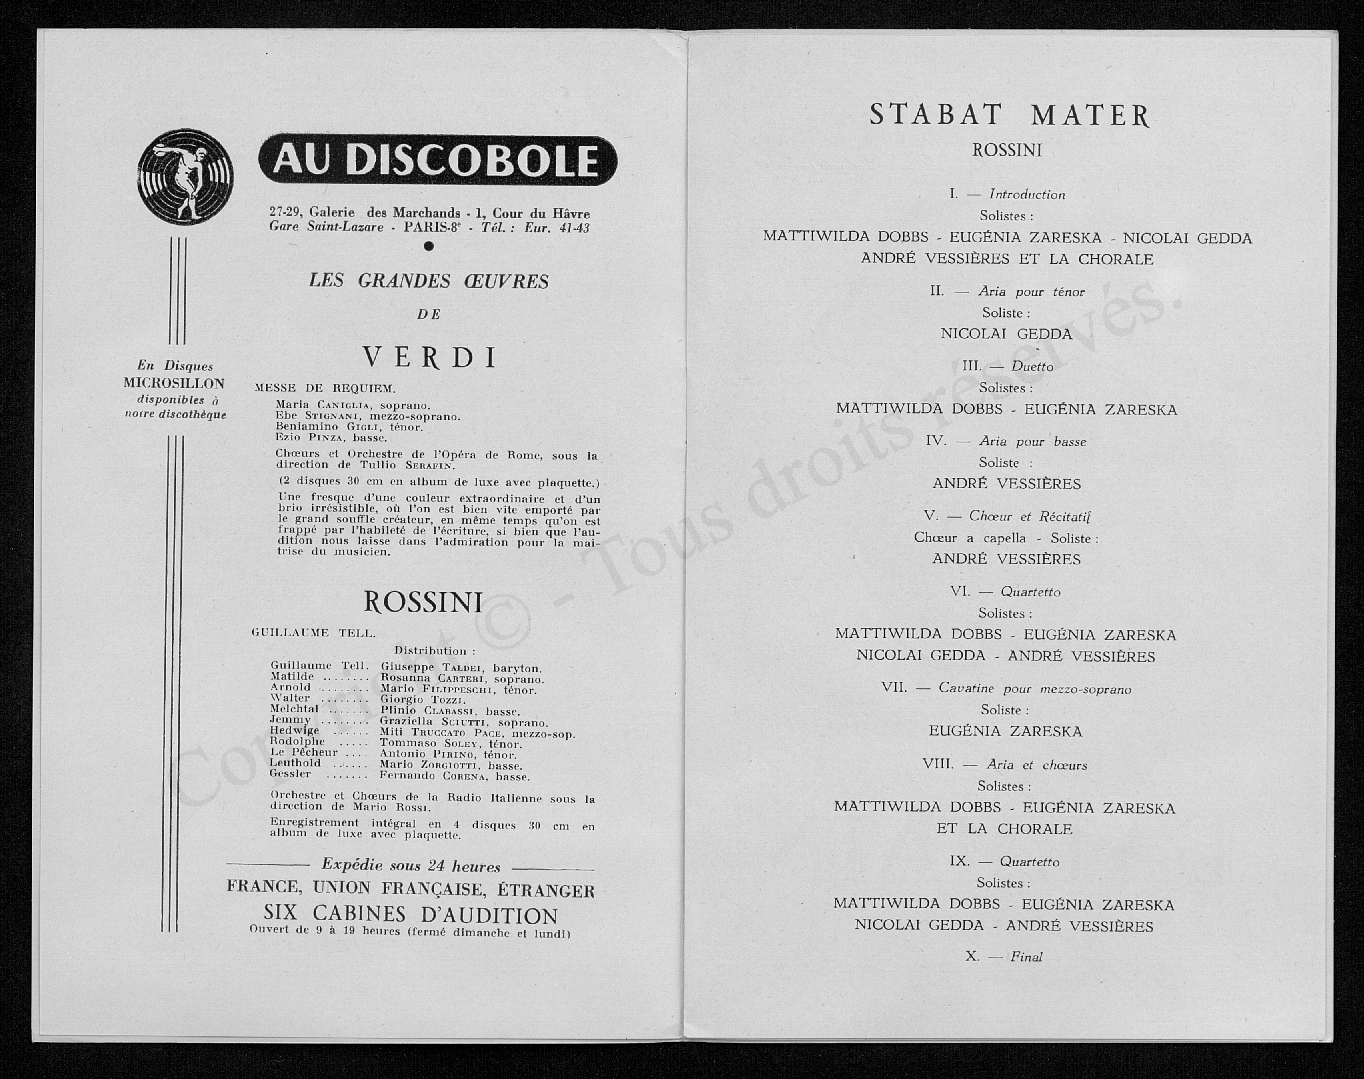 AU DISCOBOLE
27-29, Galerie des Marchands - 1, Cour du Hâvre
Gare Saint-Lazare - PARIS-8e - Tél. : Eur. 41-43
LES GRANDES ŒUVRES
DE
VERDI
En Disques
MICROSILLON
disponibles à
notre discothèque
MESSE DE REQUIEM.
Maria CANIGLIA, soprano.
Ebe STIGNANI, mezzo-soprano.
Beniamino GIGLI, ténor.
Ezio PINZA, basse.
Chœurs et Orchestre de l'Opéra de Rome, sous la
direction de Tullio SERAFIN.
(2 disques 30 cm en album de luxe avec plaquette.)
Une fresque d'une couleur extraordinaire et d'un
brio irrésistible, où l'on est bien vite emporté par
le grand souffle créateur, en même temps qu'on est
frappé par l'habileté de l'écriture, si bien que l'au-
dition nous laisse dans l'admiration pour la maî-
trise du musicien.
ROSSINI
GUILLAUME TELL.
Distribution :
Guillaume Tell. Giuseppe TALDEI, baryton.
Matilde ........ Rosanna CARTERI, soprano.
Arnold ........ Mario FILIPPESCHI, ténor.
Walter ........ Giorgio TOZZI.
Melchtal ....... Plinio CLABASSI, basse.
Jemmy ........ Graziella SCIUTTI, soprano.
Hedwige ...... Miti TRUCCATO PACE, mezzo-sop.
Rodolphe ..... Tommaso SOLEY, ténor.
Le Pêcheur .... Antonio PIRINO, ténor.
Leuthold ...... Mario ZORGIOTTI, basse.
Gessler ....... Fernando CORENA, basse.
Orchestre et Chœurs de la Radio Italienne sous la
direction de Mario ROSSI.
Enregistrement intégral en 4 disques 30 cm en
album de luxe avec plaquette.
Expédie sous 24 heures
FRANCE, UNION FRANÇAISE, ÉTRANGER
SIX CABINES D'AUDITION
Ouvert de 9 à 19 heures (fermé dimanche et lundi)
STABAT MATER
ROSSINI
I. — Introduction
Solistes :
MATTIWILDA DOBBS - EUGÉNIA ZARESKA - NICOLAI GEDDA
ANDRÉ VESSIÈRES ET LA CHORALE
II. — Aria pour ténor
Soliste :
NICOLAI GEDDA
III. — Duetto
Solistes :
MATTIWILDA DOBBS - EUGÉNIA ZARESKA
IV. — Aria pour basse
Soliste :
ANDRÉ VESSIÈRES
V. — Chœur et Récitatif
Chœur a capella - Soliste :
ANDRÉ VESSIÈRES
VI. — Quartetto
Solistes :
MATTIWILDA DOBBS - EUGÉNIA ZARESKA
NICOLAI GEDDA - ANDRÉ VESSIÈRES
VII. — Cavatine pour mezzo-soprano
Soliste :
EUGÉNIA ZARESKA
VIII. — Aria et chœurs
Solistes :
MATTIWILDA DOBBS - EUGÉNIA ZARESKA
ET LA CHORALE
IX. — Quartetto
Solistes :
MATTIWILDA DOBBS - EUGÉNIA ZARESKA
NICOLAI GEDDA - ANDRÉ VESSIÈRES
X. — Final
Copyright © - Tous droits réservés.